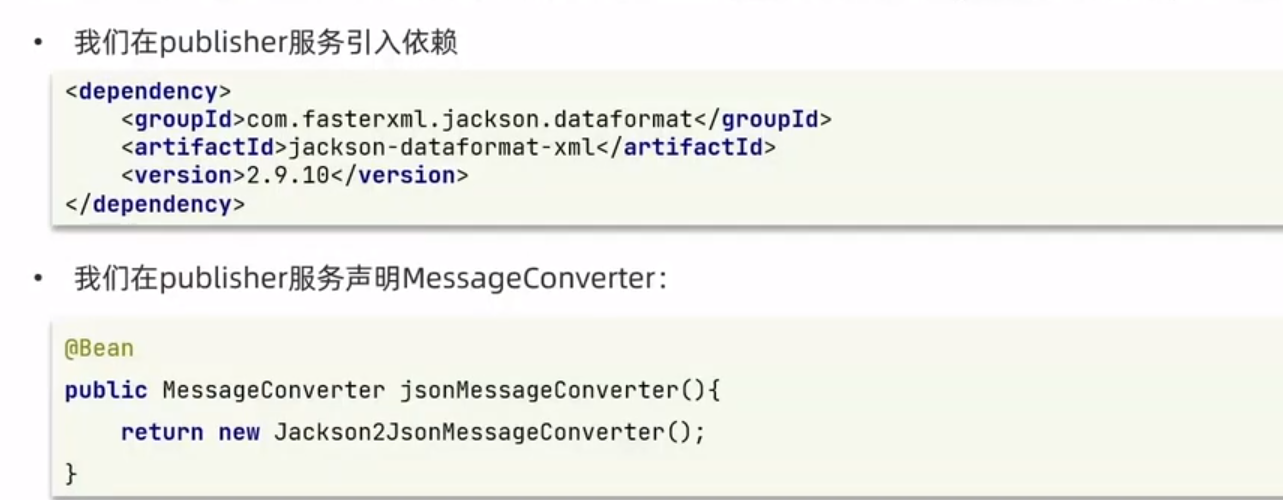 • 我们在publisher服务引入依赖
<dependency>
    <groupId>com.fasterxml.jackson.dataformat</groupId>
    <artifactId>jackson-dataformat-xml</artifactId>
    <version>2.9.10</version>
</dependency>
• 我们在publisher服务声明MessageConverter：
@Bean
public MessageConverter jsonMessageConverter(){
    return new Jackson2JsonMessageConverter();
}